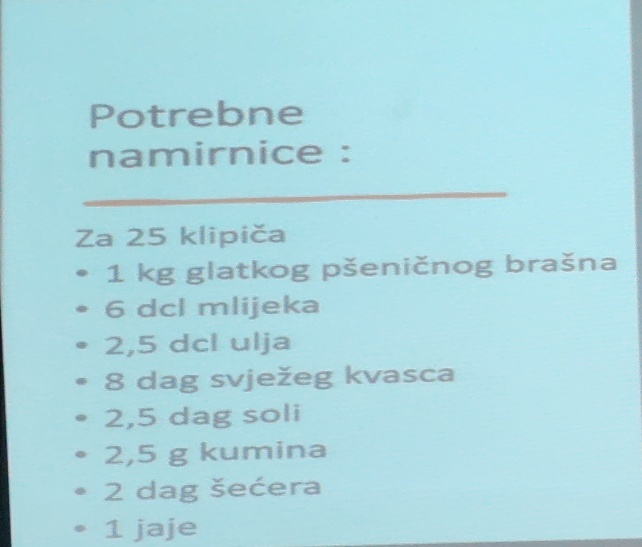 Potrebne
namirnice :
Za 25 klipiča
• 1 kg glatkog pšeničnog brašna
• 6 dcl mlijeka
• 2,5 dcl ulja
• 8 dag svježeg kvasca
• 2,5 dag soli
• 2,5 g kumina
• 2 dag šećera
• 1 jaje